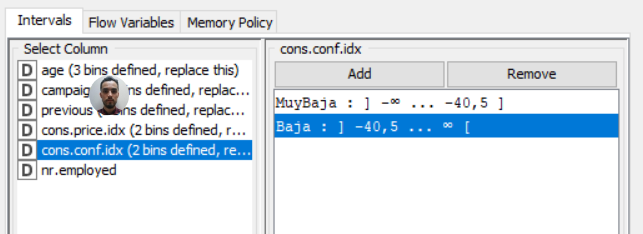 Intervals Flow Variables Memory Policy
Select Column
D age (3 bins defined, replace this)
D campaig ns defined, replac...
D previous ns defined, replac...
D cons.price.idx (2 bins defined, r...
D cons.conf.idx (2 bins defined, re...
D nr.employed
cons.conf.idx
Add Remove
MuyBaja : ] -∞ ... -40,5 ]
Baja : ] -40,5 ... ∞ [